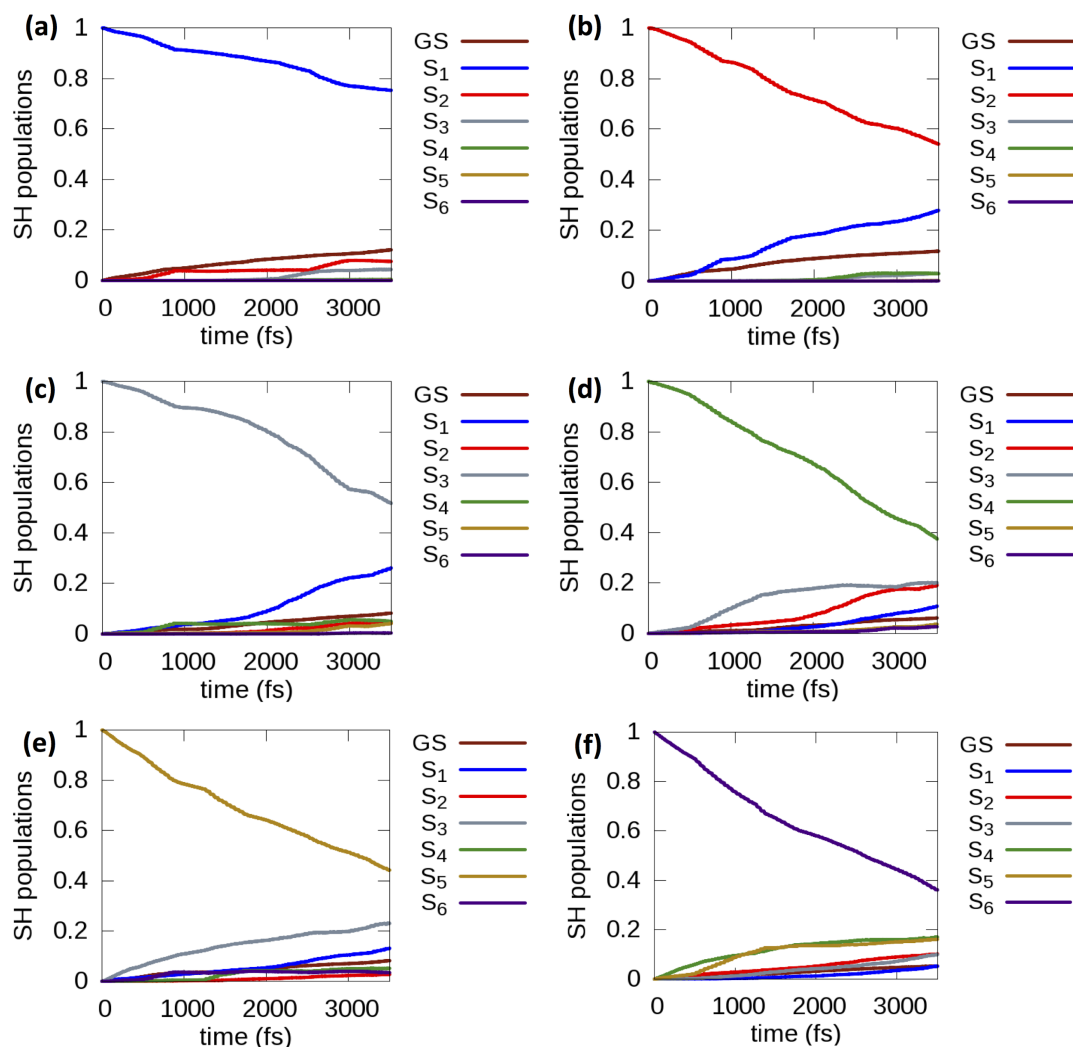 (a)
SH populations
1
0.8
0.6
0.4
0.2
0
0 1000 2000 3000
time (fs)
GS
S1
S2
S3
S4
S5
S6
(b)
SH populations
1
0.8
0.6
0.4
0.2
0
0 1000 2000 3000
time (fs)
GS
S1
S2
S3
S4
S5
S6
(c)
SH populations
1
0.8
0.6
0.4
0.2
0
0 1000 2000 3000
time (fs)
GS
S1
S2
S3
S4
S5
S6
(d)
SH populations
1
0.8
0.6
0.4
0.2
0
0 1000 2000 3000
time (fs)
GS
S1
S2
S3
S4
S5
S6
(e)
SH populations
1
0.8
0.6
0.4
0.2
0
0 1000 2000 3000
time (fs)
GS
S1
S2
S3
S4
S5
S6
(f)
SH populations
1
0.8
0.6
0.4
0.2
0
0 1000 2000 3000
time (fs)
GS
S1
S2
S3
S4
S5
S6